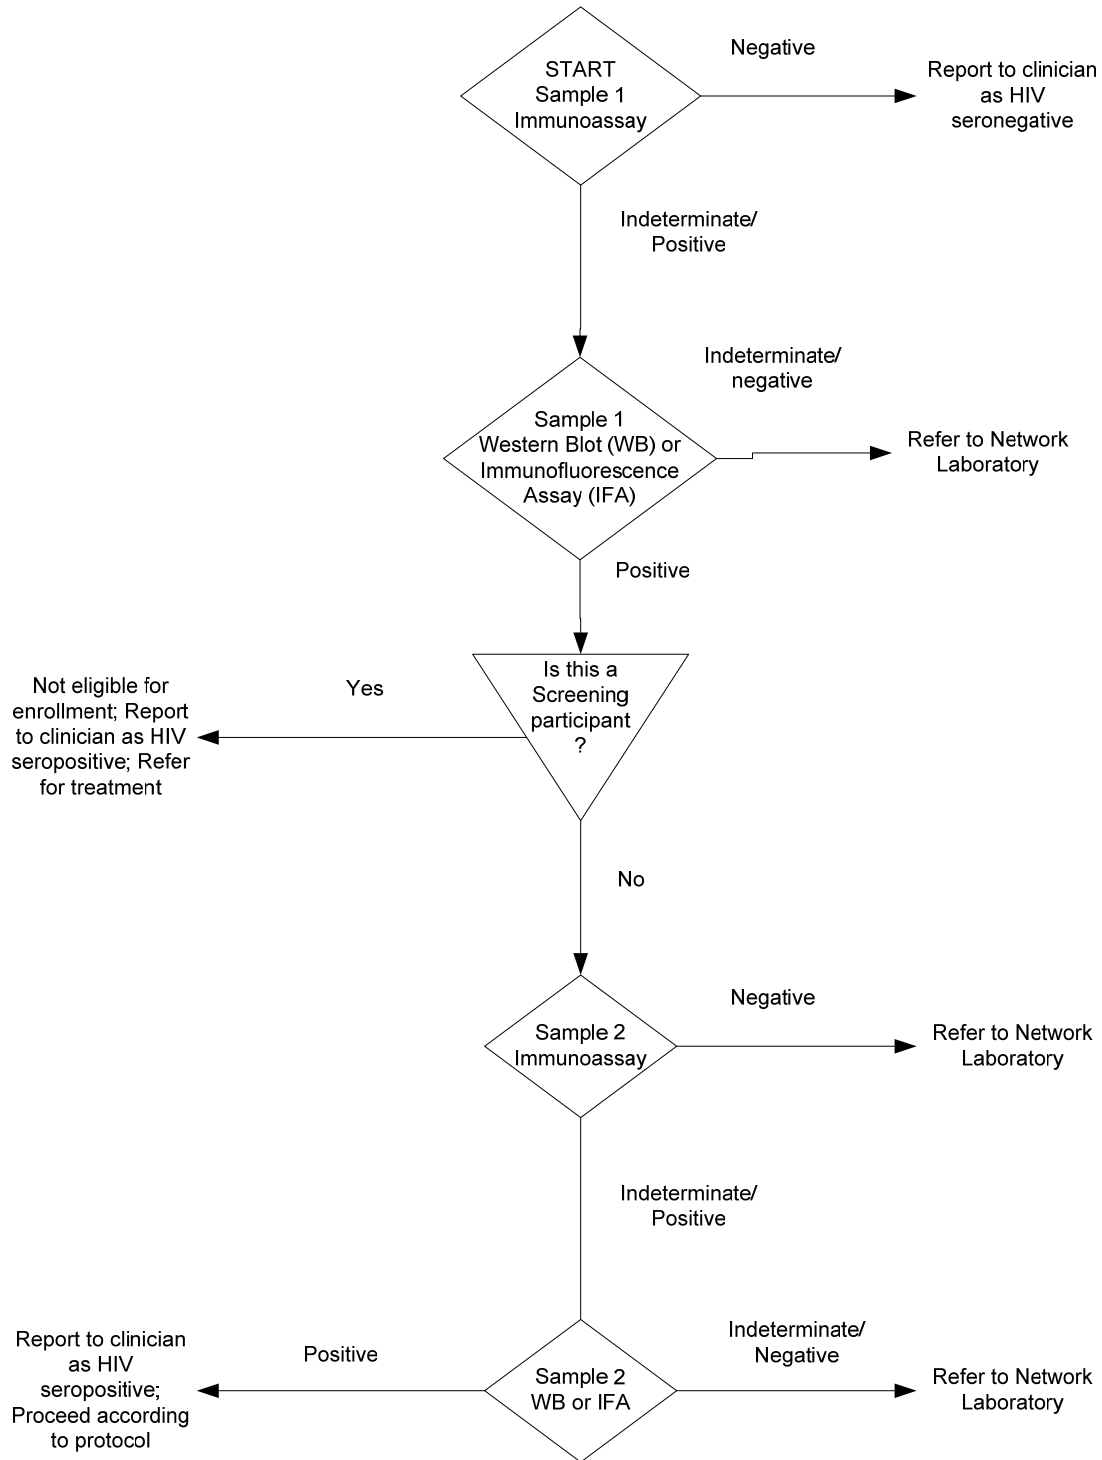 START
Sample 1
Immunoassay
Negative
Report to clinician
as HIV
seronegative
Indeterminate/
Positive
Sample 1
Western Blot (WB) or
Immunofluorescence
Assay (IFA)
Indeterminate/
negative
Refer to Network
Laboratory
Positive
Is this a
Screening
participant
?
Yes
Not eligible for
enrollment; Report
to clinician as HIV
seropositive; Refer
for treatment
No
Sample 2
Immunoassay
Negative
Refer to Network
Laboratory
Indeterminate/
Positive
Sample 2
WB or IFA
Positive
Report to clinician
as HIV
seropositive;
Proceed according
to protocol
Indeterminate/
Negative
Refer to Network
Laboratory